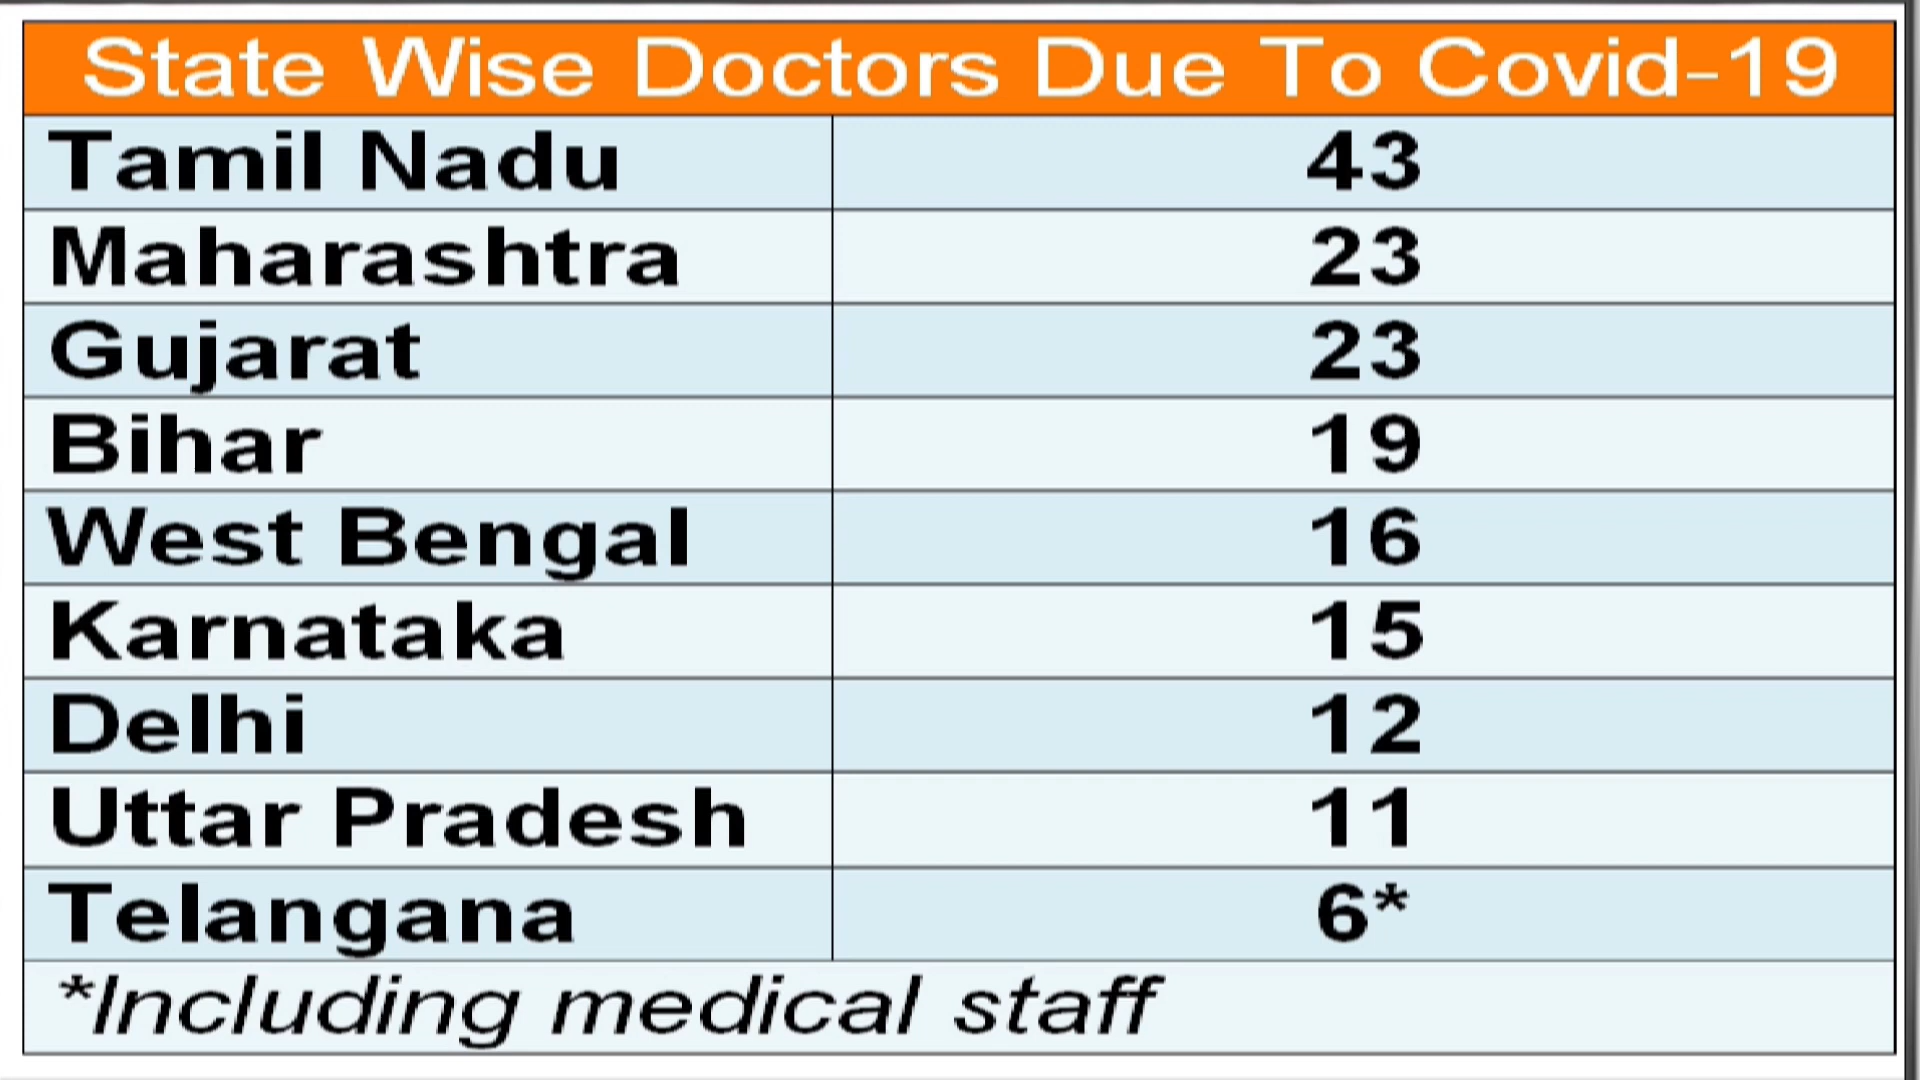 State Wise Doctors Due To Covid-19
Tamil Nadu 43
Maharashtra 23
Gujarat 23
Bihar 19
West Bengal 16
Karnataka 15
Delhi 12
Uttar Pradesh 11
Telangana 6*
*Including medical staff